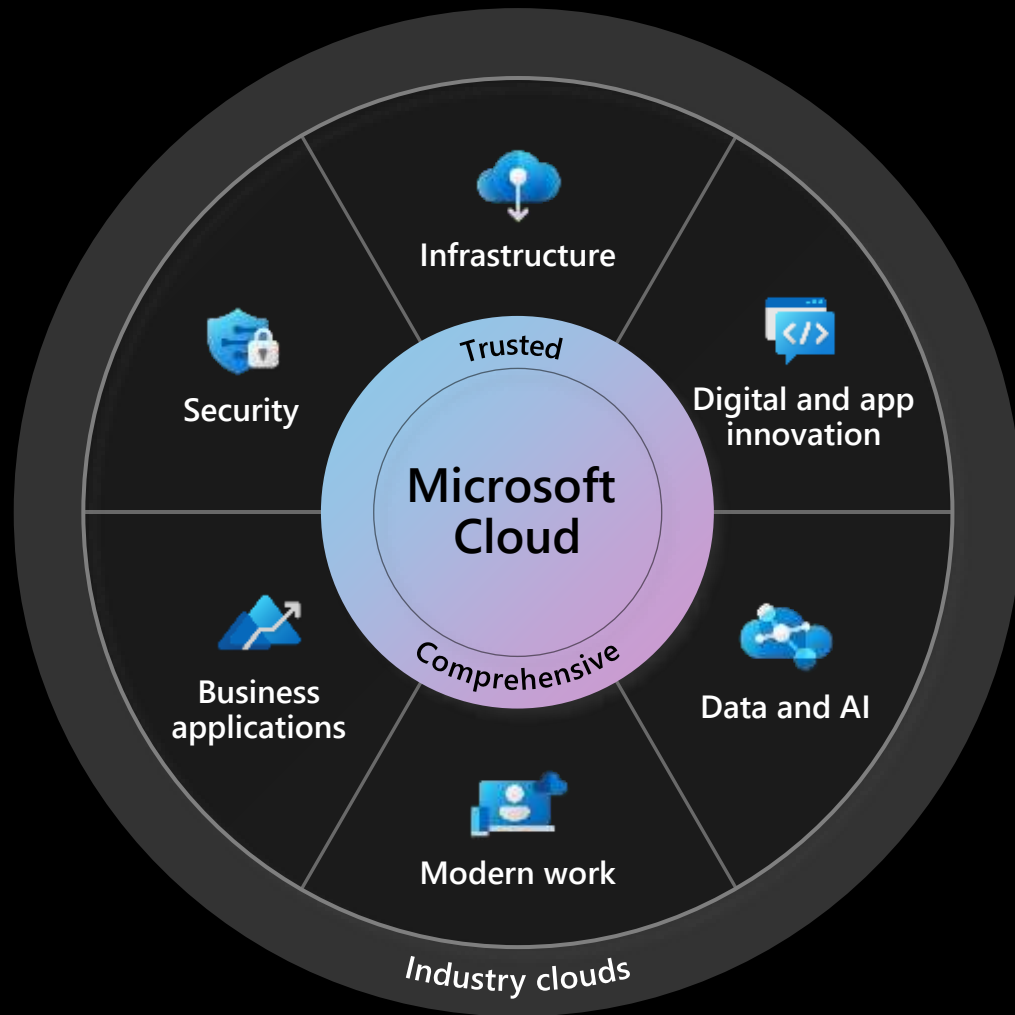 Infrastructure
Security
Digital and app
innovation
Trusted
Microsoft
Cloud
Comprehensive
Business
applications
Data and AI
Modern work
Industry clouds